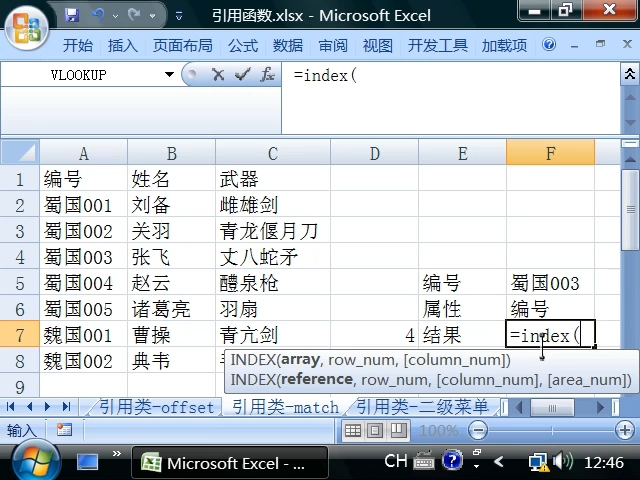 引用函数.xlsx - Microsoft Excel
开始 插入 页面布局 公式 数据 审阅 视图 开发工具 加载项
VLOOKUP =index(
A B C D E F
1 编号 姓名 武器
2 蜀国001 刘备 雌雄剑
3 蜀国002 关羽 青龙偃月刀
4 蜀国003 张飞 丈八蛇矛
5 蜀国004 赵云 醴泉枪 编号 蜀国003
6 蜀国005 诸葛亮 羽扇 属性 编号
7 魏国001 曹操 青亢剑 4 结果 =index(
8 魏国002 典韦
INDEX(array, row_num, [column_num])
INDEX(reference, row_num, [column_num], [area_num])
9
引用类-offset 引用类-match 引用类-二级菜单
输入 100%
Microsoft Excel - ... CH 12:46